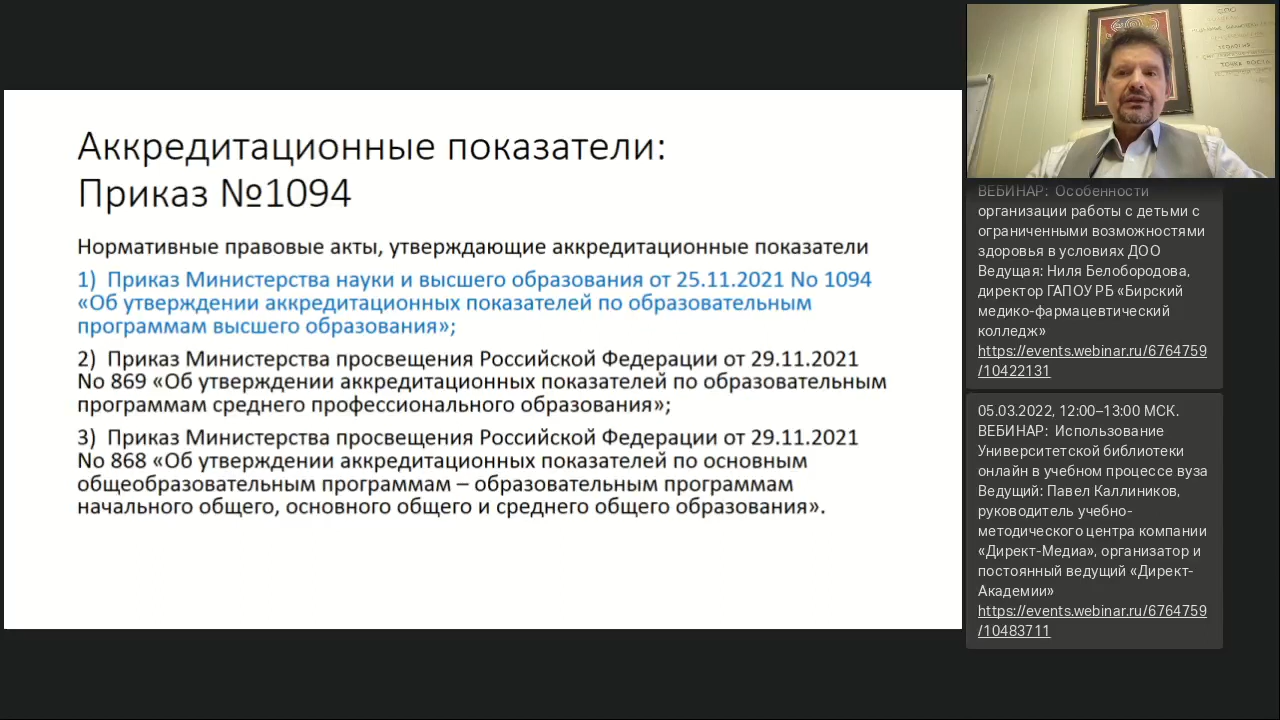 Аккредитационные показатели:
Приказ №1094
Нормативные правовые акты, утверждающие аккредитационные показатели
1) Приказ Министерства науки и высшего образования от 25.11.2021 No 1094
«Об утверждении аккредитационных показателей по образовательным
программам высшего образования»;
2) Приказ Министерства просвещения Российской Федерации от 29.11.2021
No 869 «Об утверждении аккредитационных показателей по образовательным
программам среднего профессионального образования»;
3) Приказ Министерства просвещения Российской Федерации от 29.11.2021
No 868 «Об утверждении аккредитационных показателей по основным
общеобразовательным программам – образовательным программам
начального общего, основного общего и среднего общего образования».
ВЕБИНАР: Особенности
организации работы с детьми с
ограниченными возможностями
здоровья в условиях ДОО
Ведущая: Ниля Белобородова,
директор ГАПОУ РБ «Бирский
медико-фармацевтический
колледж»
https://events.webinar.ru/6764759
/10422131
05.03.2022, 12:00–13:00 МСК.
ВЕБИНАР: Использование
Университетской библиотеки
онлайн в учебном процессе вуза
Ведущий: Павел Каллиников,
руководитель учебно-
методического центра компании
«Директ-Медиа», организатор и
постоянный ведущий «Директ-
Академии»
https://events.webinar.ru/6764759
/10483711